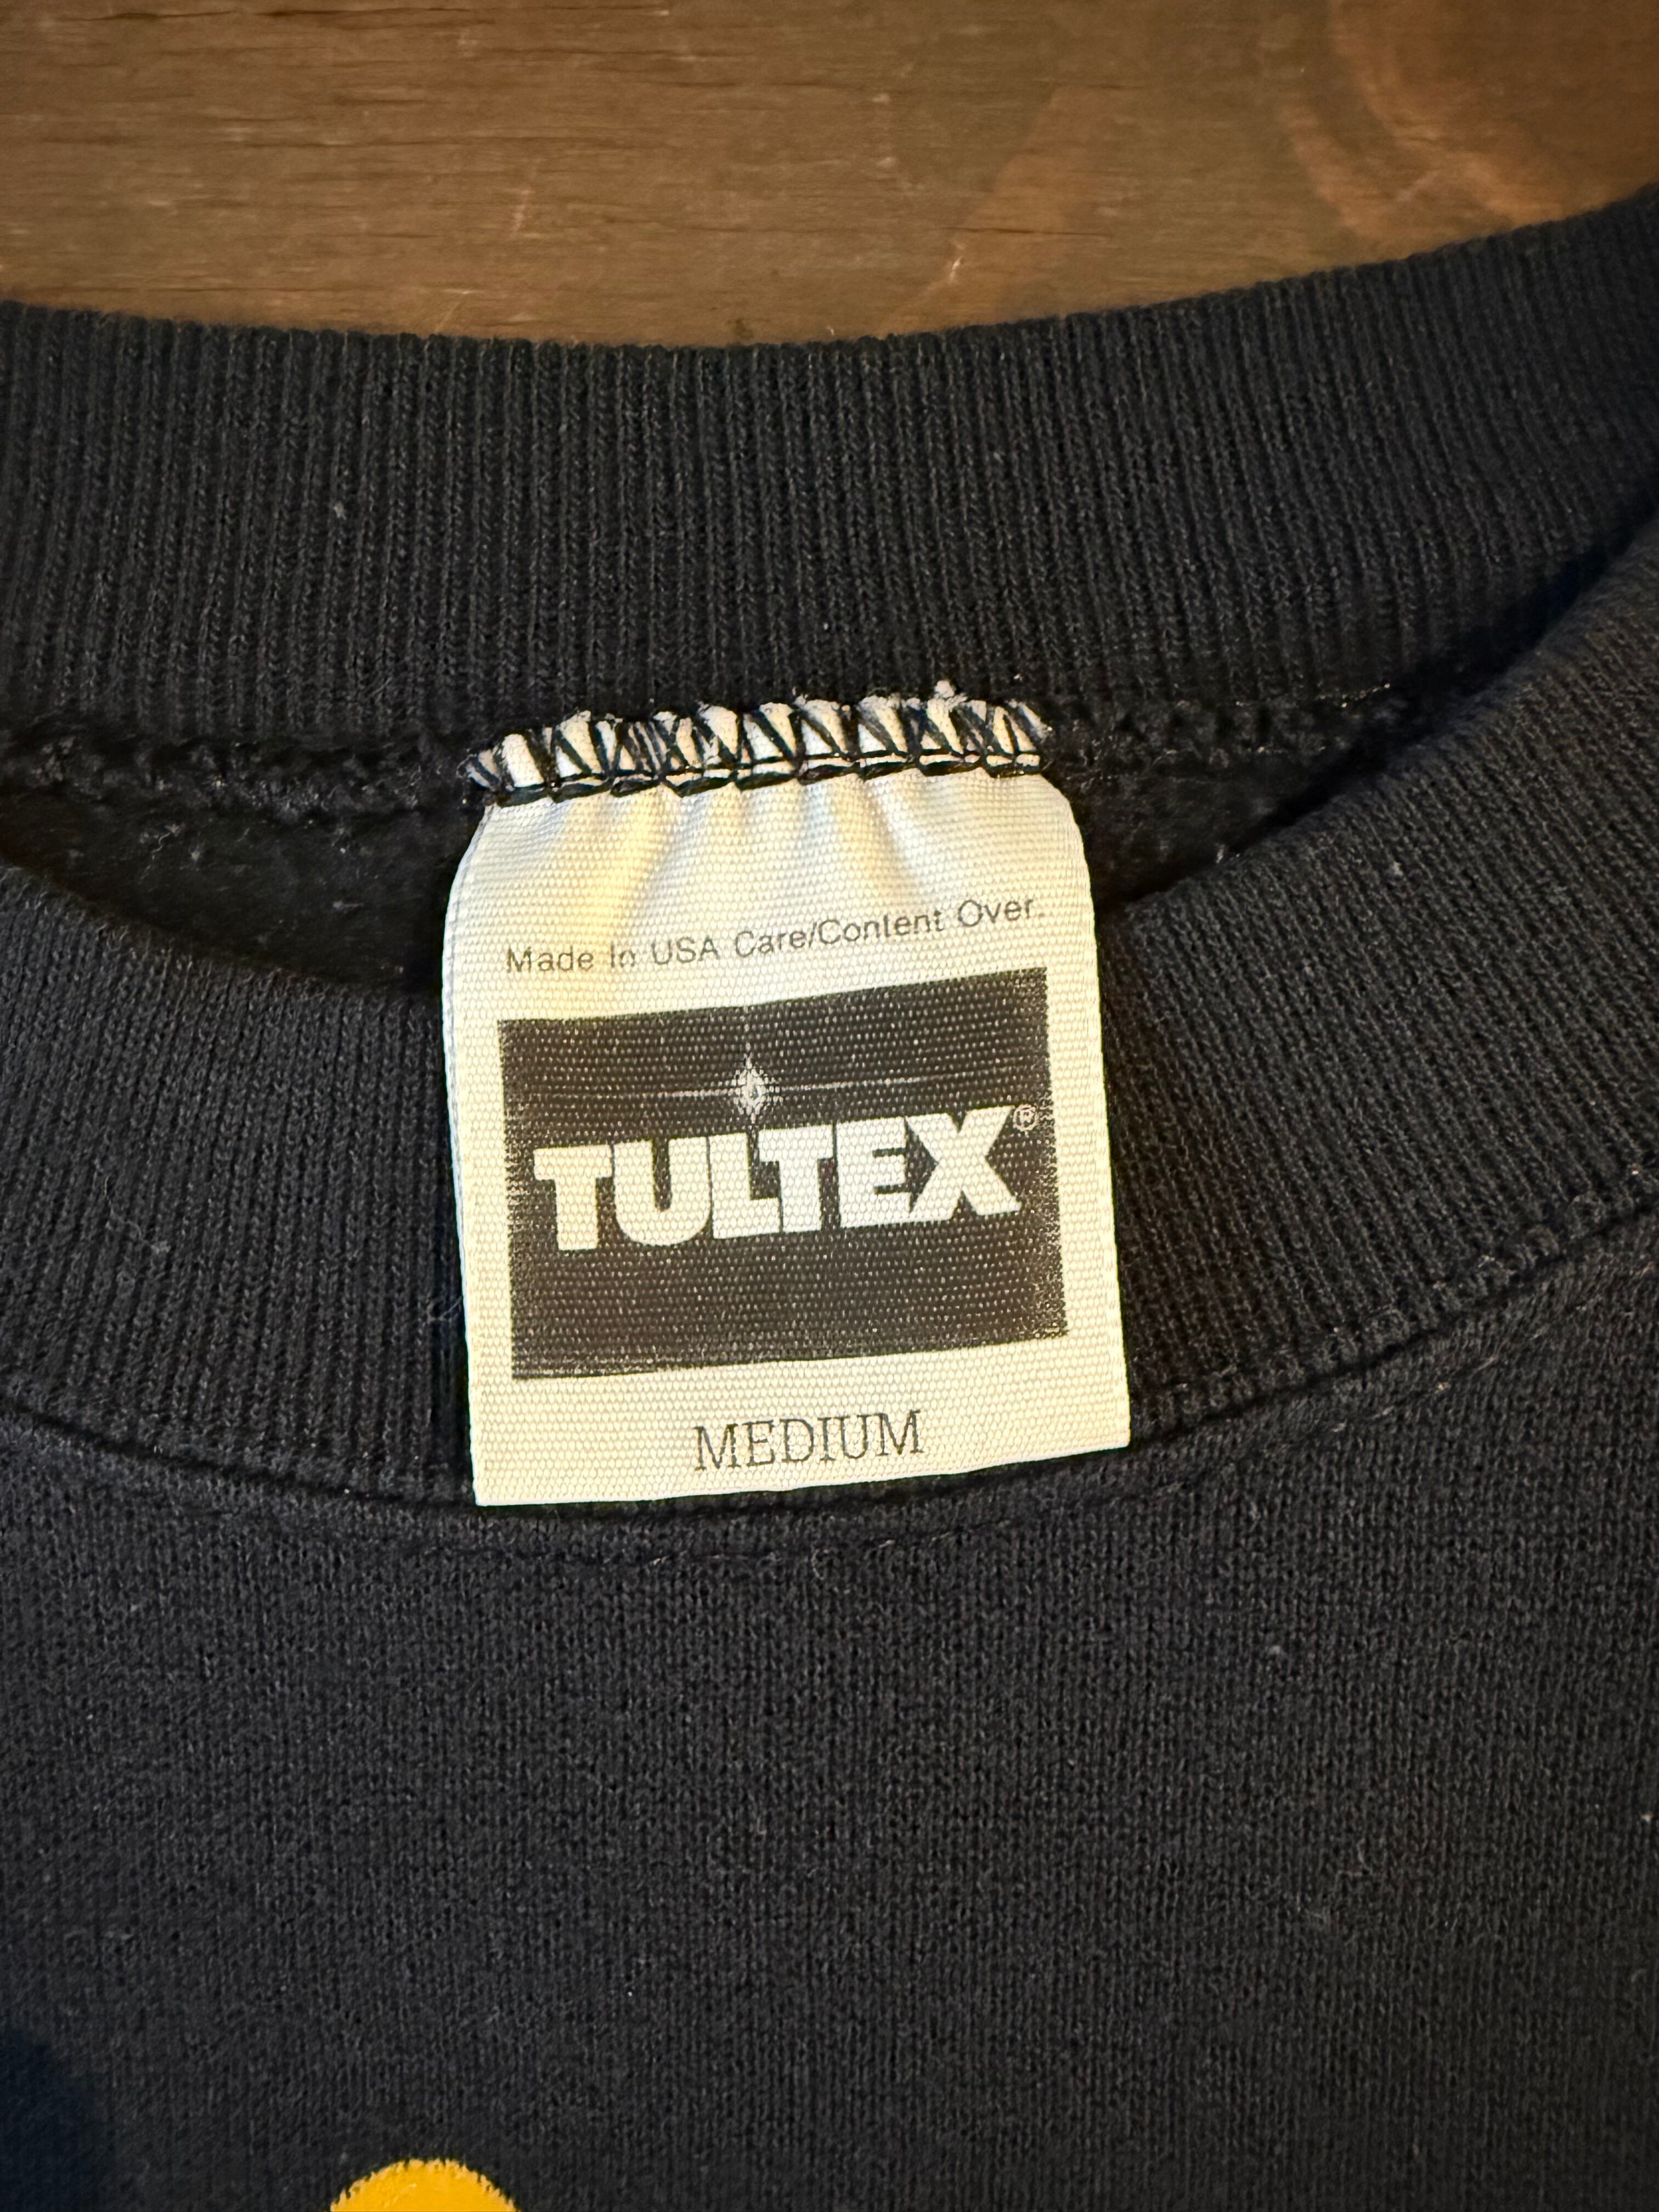 Made In USA Care/Content Over.
TULTEX®
MEDIUM